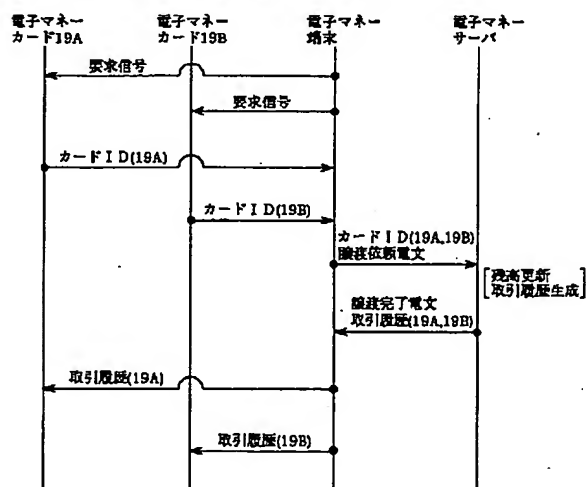 電子マネー
カード19A
電子マネー
カード19B
電子マネー
端末
電子マネー
サーバ
要求信号
要求信号
カードID(19A)
カードID(19B)
カードID(19A,19B)
譲渡依頼電文
残高更新
取引履歴生成
譲渡完了電文
取引履歴(19A,19B)
取引履歴(19A)
取引履歴(19B)